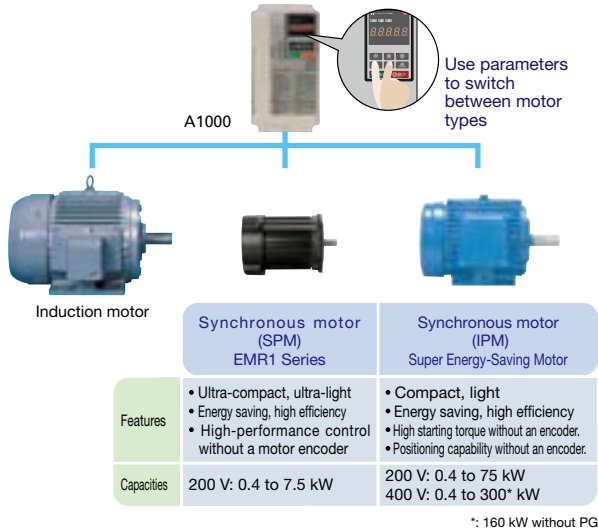 88888
Use parameters
to switch
between motor
types
A1000
Induction motor
Synchronous motor
(SPM)
EMR1 Series
Synchronous motor
(IPM)
Super Energy-Saving Motor
Features
• Ultra-compact, ultra-light
• Energy saving, high efficiency
• High-performance control
without a motor encoder
• Compact, light
• Energy saving, high efficiency
• High starting torque without an encoder.
• Positioning capability without an encoder.
Capacities
200 V: 0.4 to 7.5 kW
200 V: 0.4 to 75 kW
400 V: 0.4 to 300* kW
*: 160 kW without PG